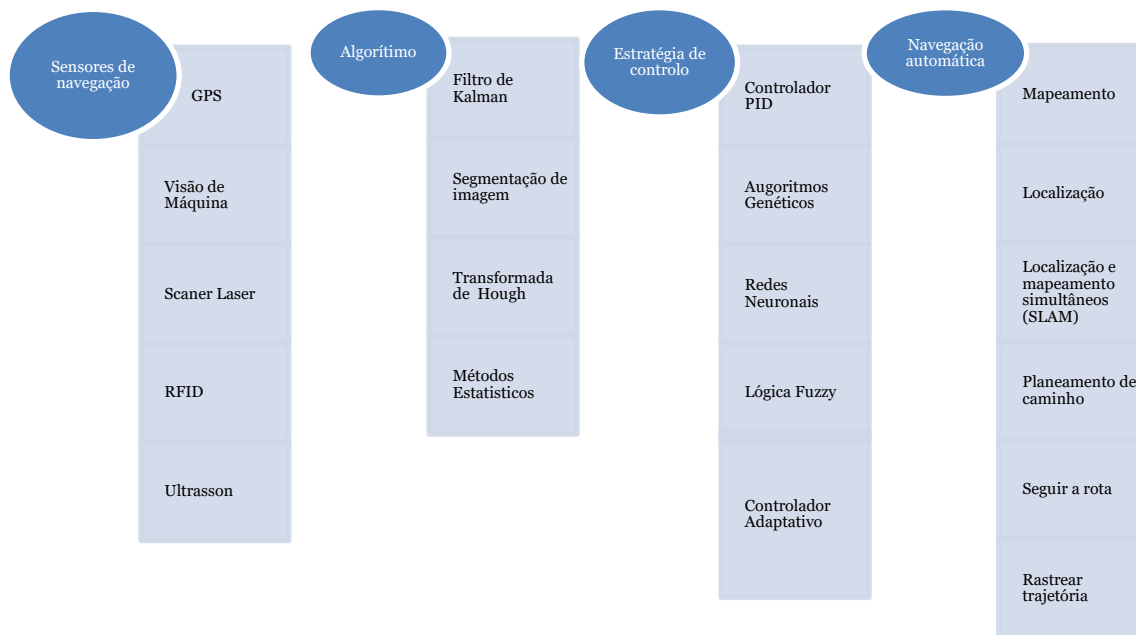 Sensores de
navegação
GPS
Visão de
Máquina
Scaner Laser
RFID
Ultrasson
Algorítimo
Filtro de
Kalman
Segmentação de
imagem
Transformada
de Hough
Métodos
Estatisticos
Estratégia de
controlo
Controlador
PID
Augoritmos
Genéticos
Redes
Neuronais
Lógica Fuzzy
Controlador
Adaptativo
Navegação
automática
Mapeamento
Localização
Localização e
mapeamento
simultâneos
(SLAM)
Planeamento de
caminho
Seguir a rota
Rastrear
trajetória